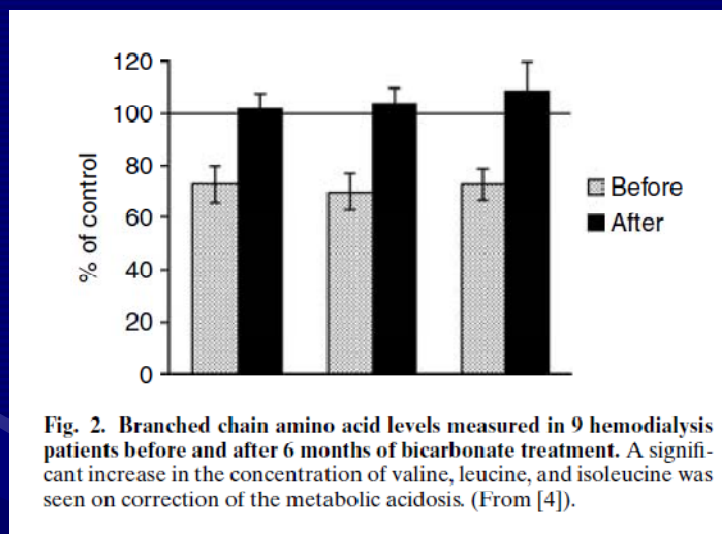 120
100
80
60
40
20
0
% of control
Before
After
Fig. 2. Branched chain amino acid levels measured in 9 hemodialysis
patients before and after 6 months of bicarbonate treatment. A signifi-
cant increase in the concentration of valine, leucine, and isoleucine was
seen on correction of the metabolic acidosis. (From [4]).